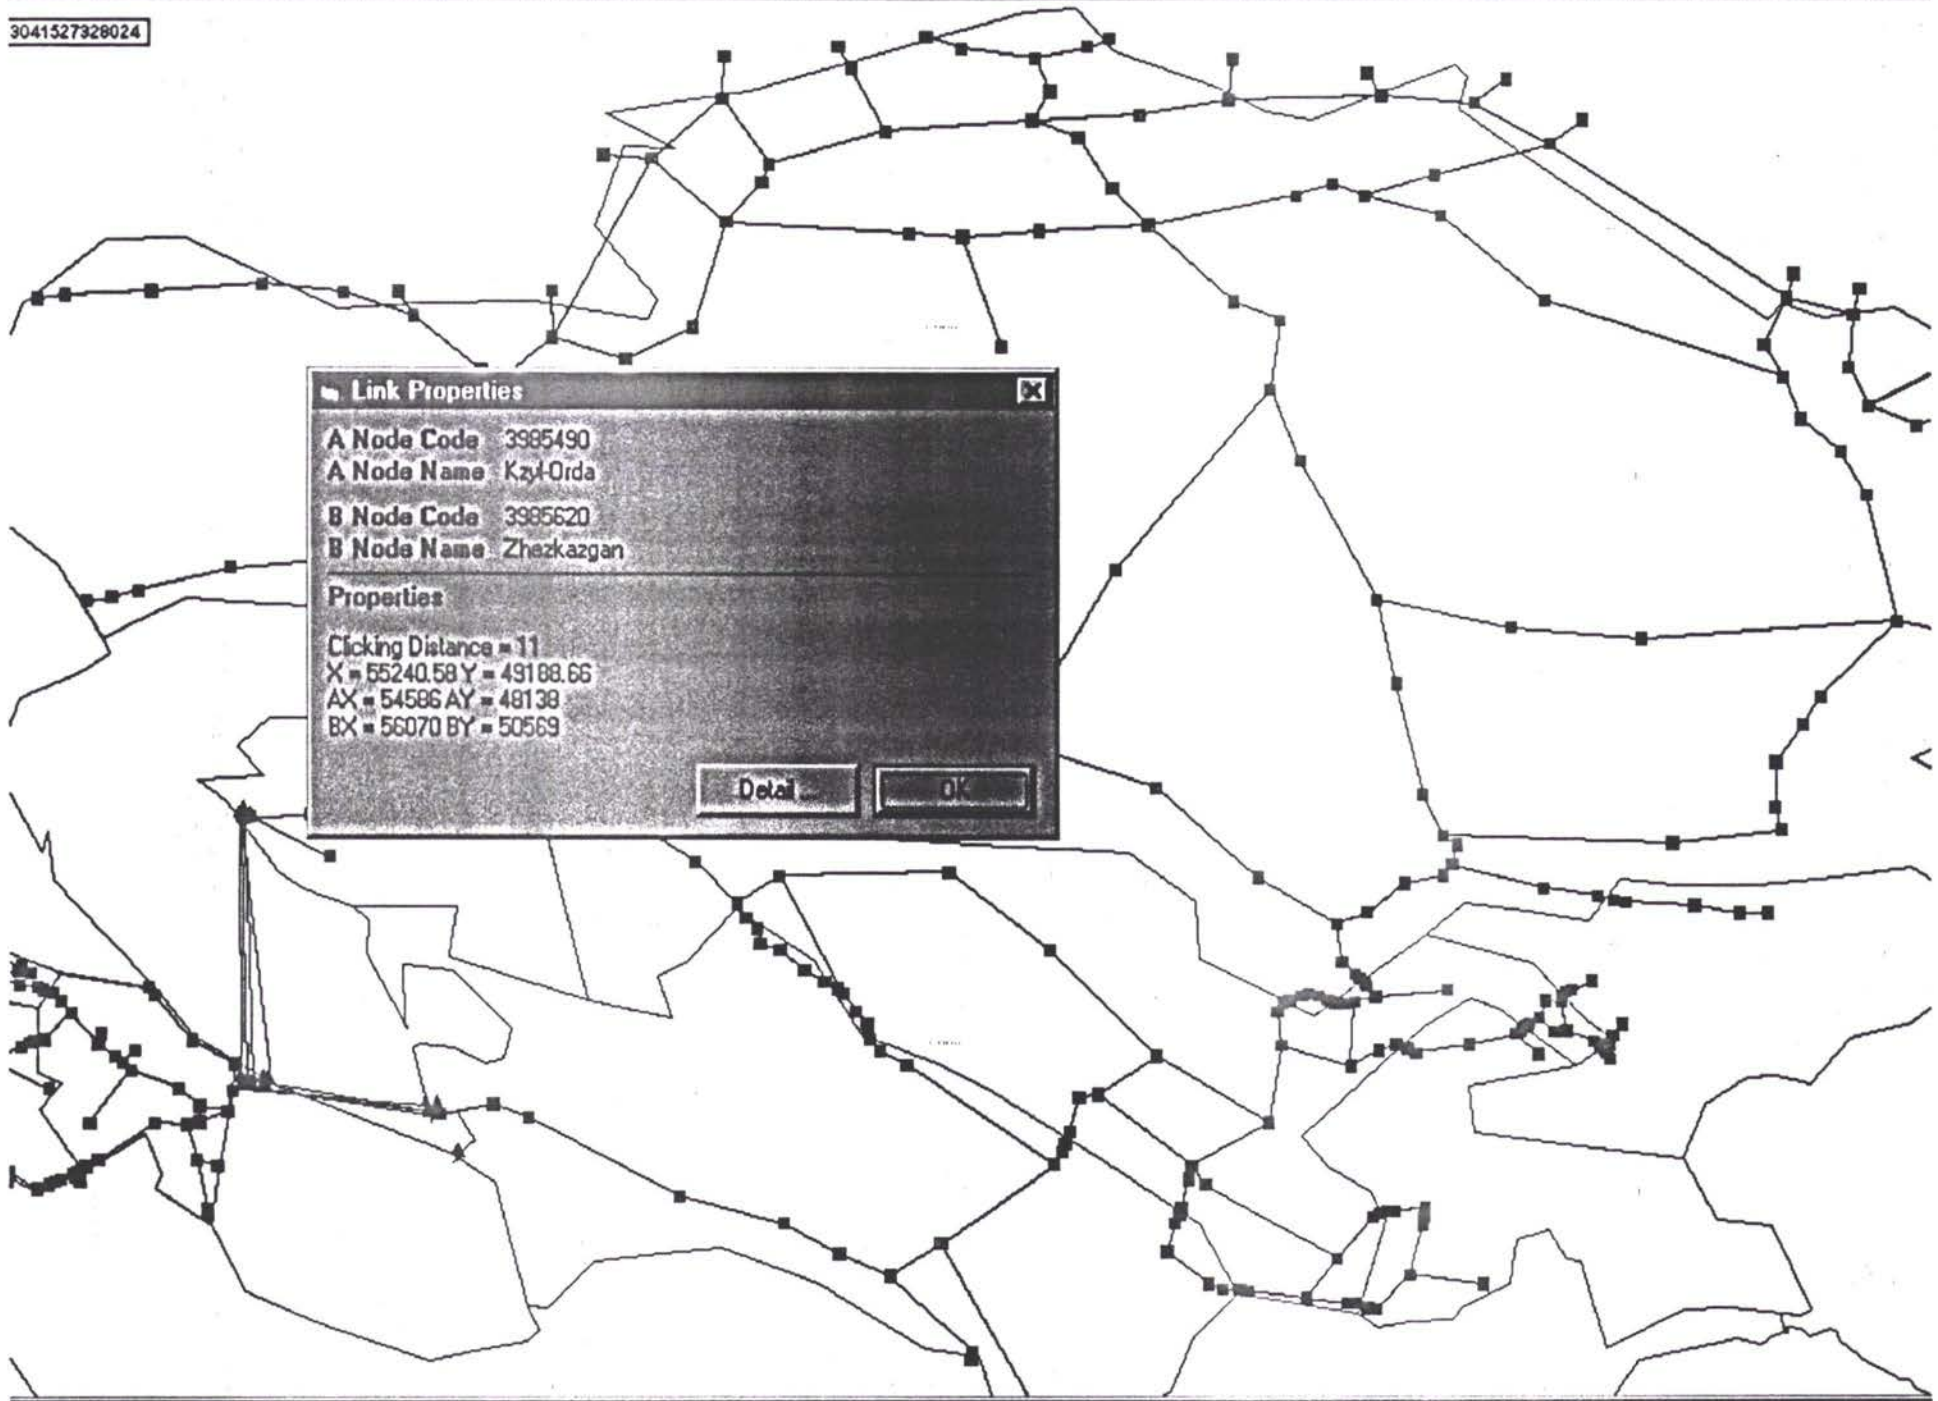 3041527328024
Link Properties
A Node Code 3985490
A Node Name Kzyl-Orda
B Node Code 3985620
B Node Name Zhezkazgan
Properties
Clicking Distance = 11
X = 55240.58 Y = 49188.66
AX = 54586 AY = 48138
BX = 56070 BY = 50569
Detail ...
OK